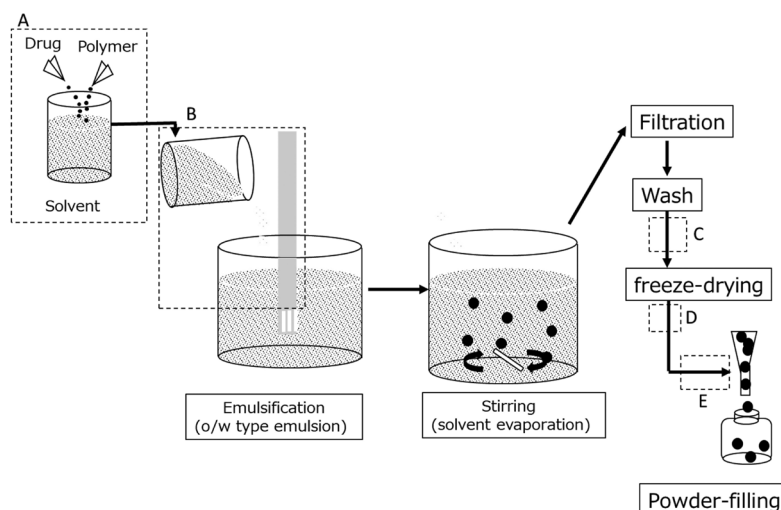 A
Drug
Polymer
Solvent
B
Emulsification
(o/w type emulsion)
Stirring
(solvent evaporation)
Filtration
Wash
C
freeze-drying
D
E
Powder-filling